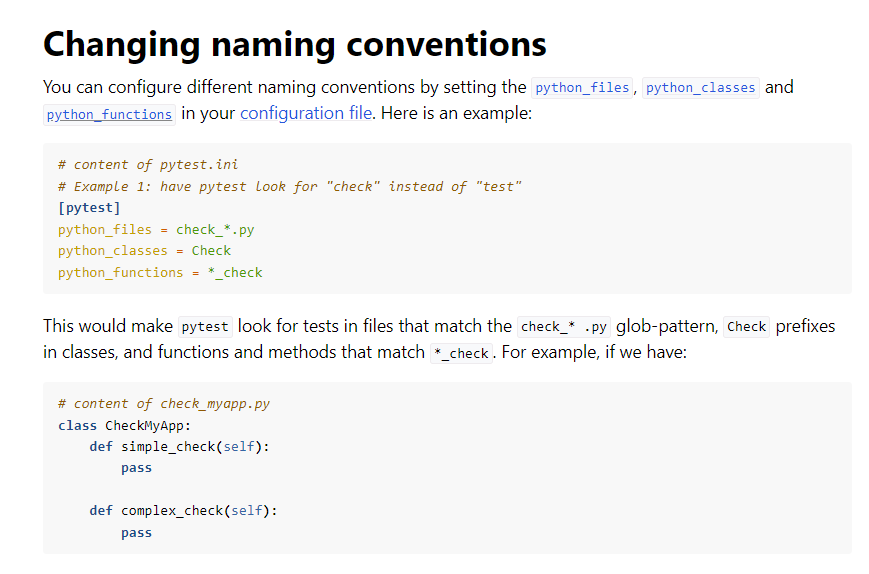 Changing naming conventions
You can configure different naming conventions by setting the python_files, python_classes and
python_functions in your configuration file. Here is an example:
# content of pytest.ini
# Example 1: have pytest look for "check" instead of "test"
[pytest]
python_files = check_*.py
python_classes = Check
python_functions = *_check
This would make pytest look for tests in files that match the check_* .py glob-pattern, Check prefixes
in classes, and functions and methods that match *_check. For example, if we have:
# content of check_myapp.py
class CheckMyApp:
    def simple_check(self):
        pass
    def complex_check(self):
        pass